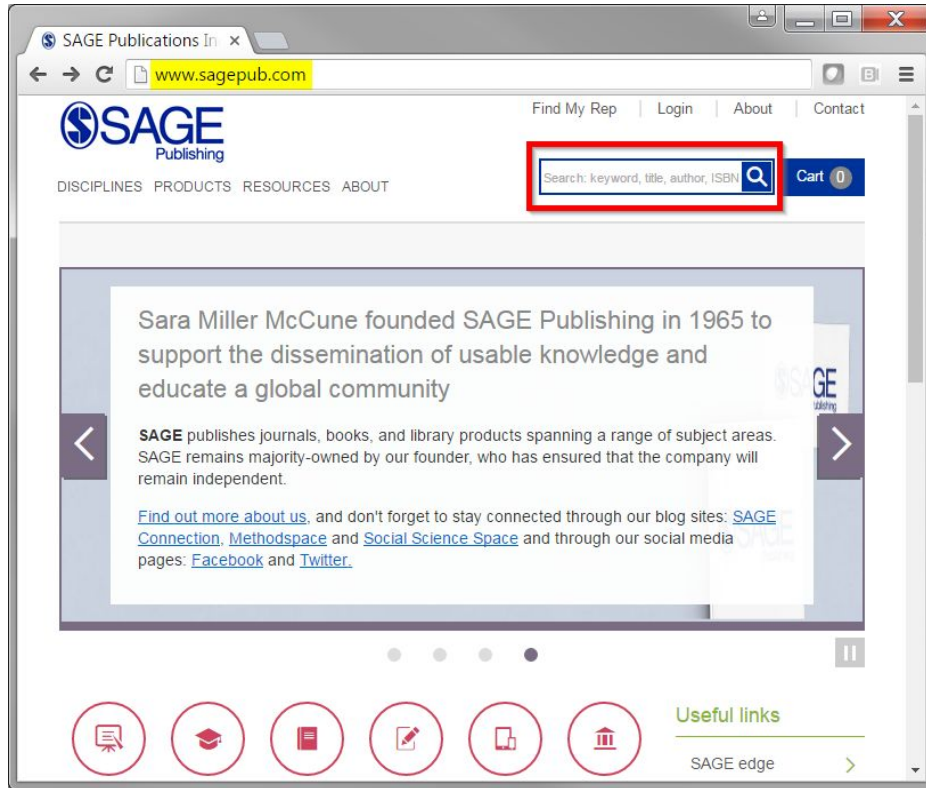 SAGE Publications In
www.sagepub.com
Find My Rep | Login | About | Contact
SAGE
Publishing
DISCIPLINES PRODUCTS RESOURCES ABOUT
Search: keyword, title, author, ISBN
Cart 0
Sara Miller McCune founded SAGE Publishing in 1965 to
support the dissemination of usable knowledge and
educate a global community
SAGE publishes journals, books, and library products spanning a range of subject areas.
SAGE remains majority-owned by our founder, who has ensured that the company will
remain independent.
Find out more about us, and don't forget to stay connected through our blog sites: SAGE
Connection, Methodspace and Social Science Space and through our social media
pages: Facebook and Twitter.
Useful links
SAGE edge